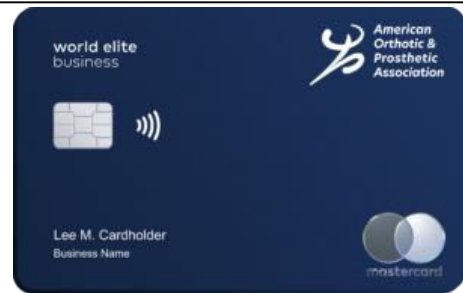 world elite
business
American
Orthotic &
Prosthetic
Association
Lee M. Cardholder
Business Name
mastercard